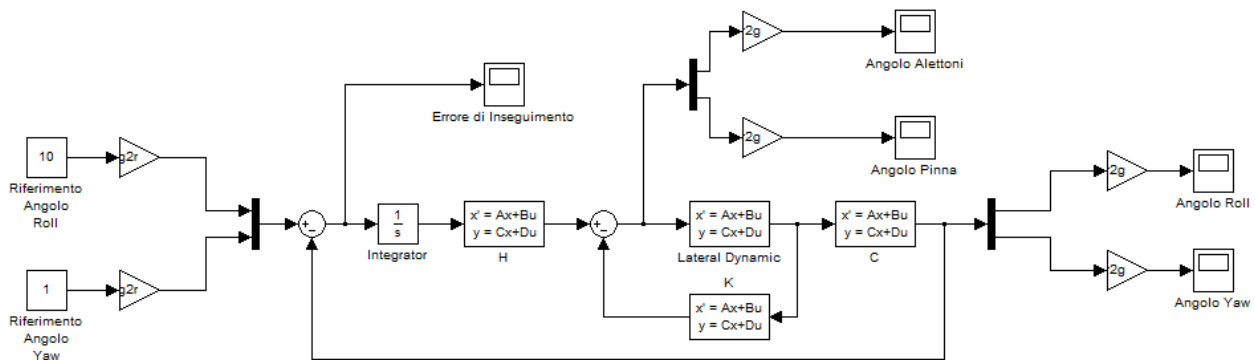 2g
Angolo Alettoni
Errore di Inseguimento
2g
Angolo Pinna
10
g2r
Riferimento
Angolo
Roll
2g
Angolo Roll
+
−
1
s
Integrator
x' = Ax+Bu
y = Cx+Du
H
+
−
x' = Ax+Bu
y = Cx+Du
Lateral Dynamic
x' = Ax+Bu
y = Cx+Du
C
K
x' = Ax+Bu
y = Cx+Du
1
g2r
Riferimento
Angolo
Yaw
2g
Angolo Yaw